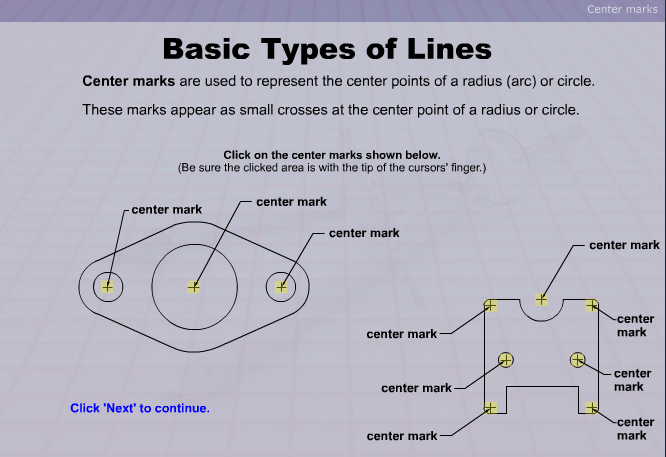 Center marks
Basic Types of Lines
Center marks are used to represent the center points of a radius (arc) or circle.
These marks appear as small crosses at the center point of a radius or circle.
Click on the center marks shown below.
(Be sure the clicked area is with the tip of the cursors' finger.)
center mark
center mark
center mark
center mark
center mark
center
mark
center mark
center
mark
center mark
center
mark
Click 'Next' to continue.